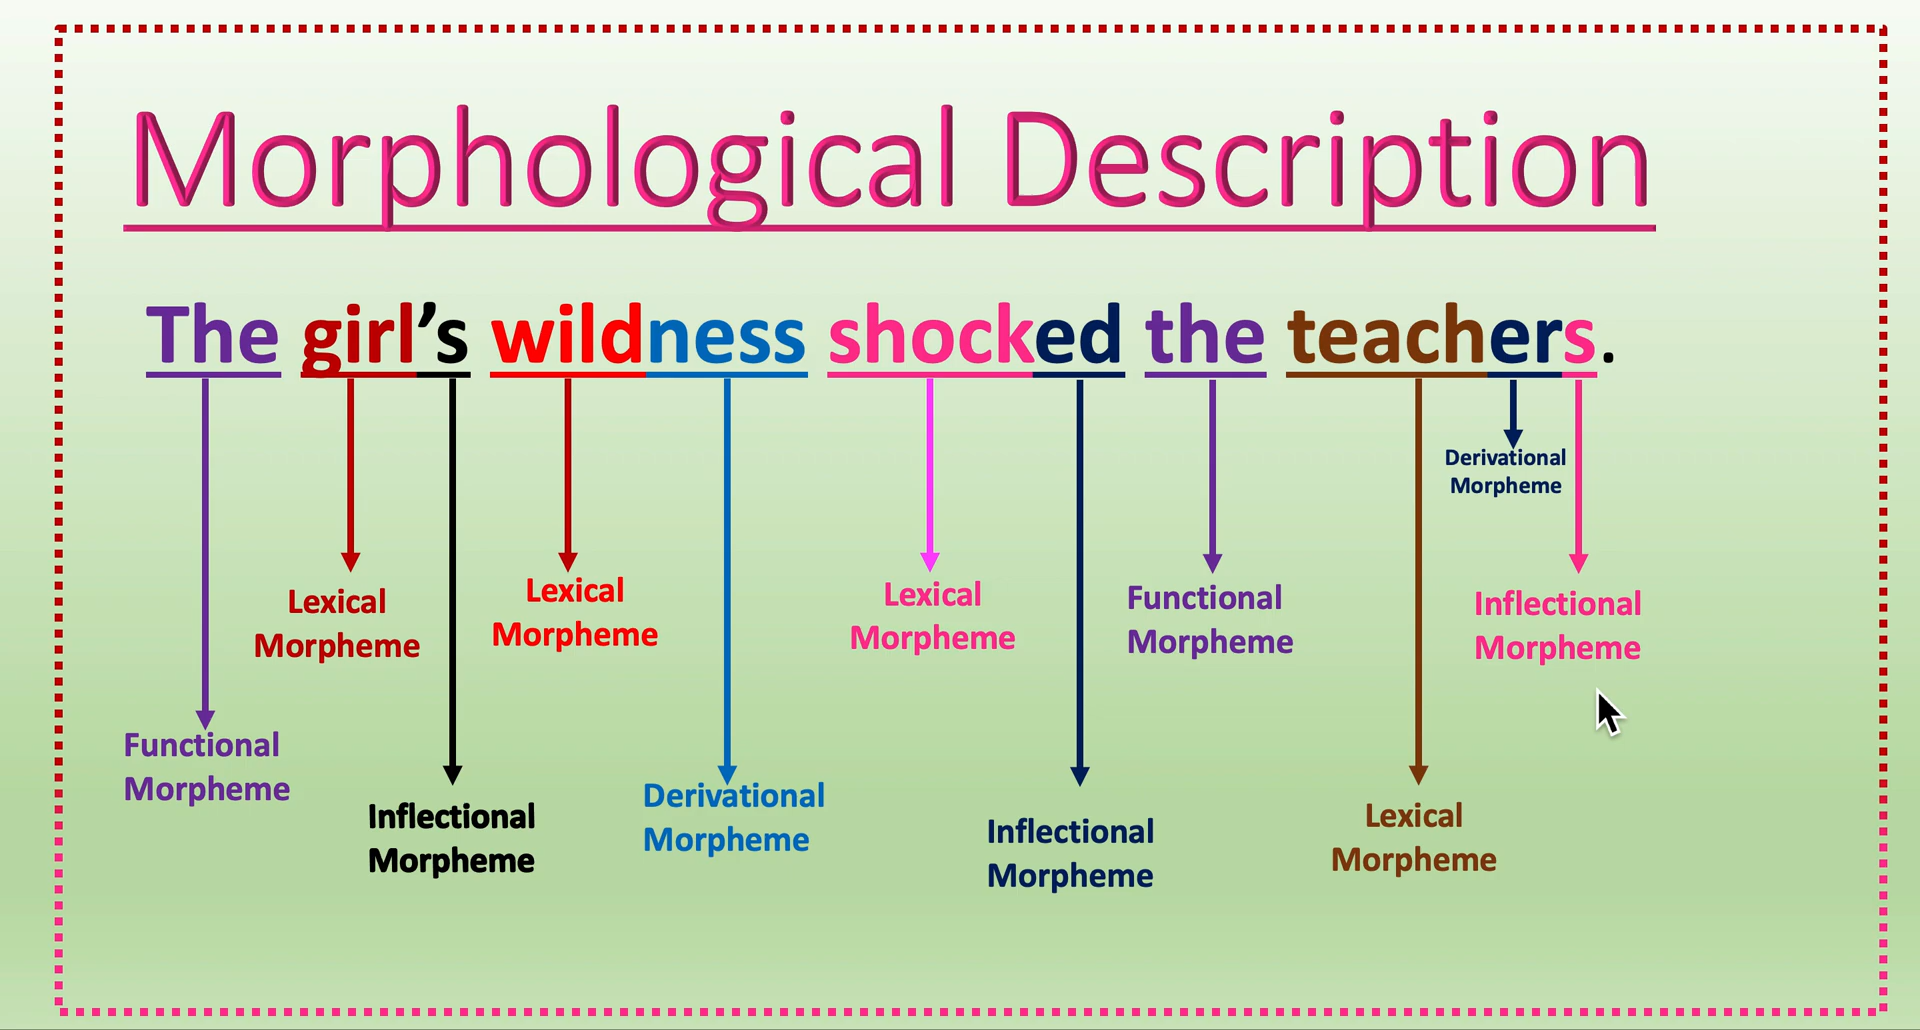 Morphological Description
The girl’s wildness shocked the teachers.
Derivational
Morpheme
Lexical
Morpheme
Lexical
Morpheme
Lexical
Morpheme
Functional
Morpheme
Inflectional
Morpheme
Functional
Morpheme
Inflectional
Morpheme
Derivational
Morpheme
Inflectional
Morpheme
Lexical
Morpheme